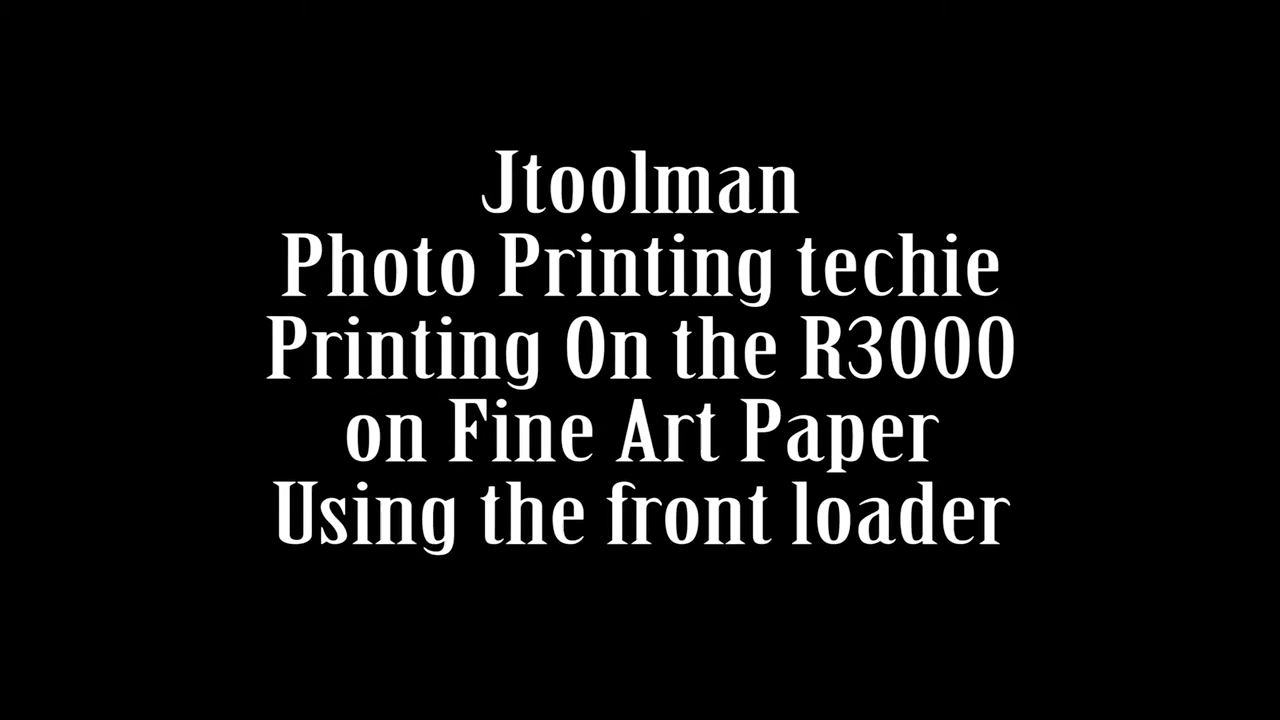 Jtoolman
Photo Printing techie
Printing On the R3000
on Fine Art Paper
Using the front loader